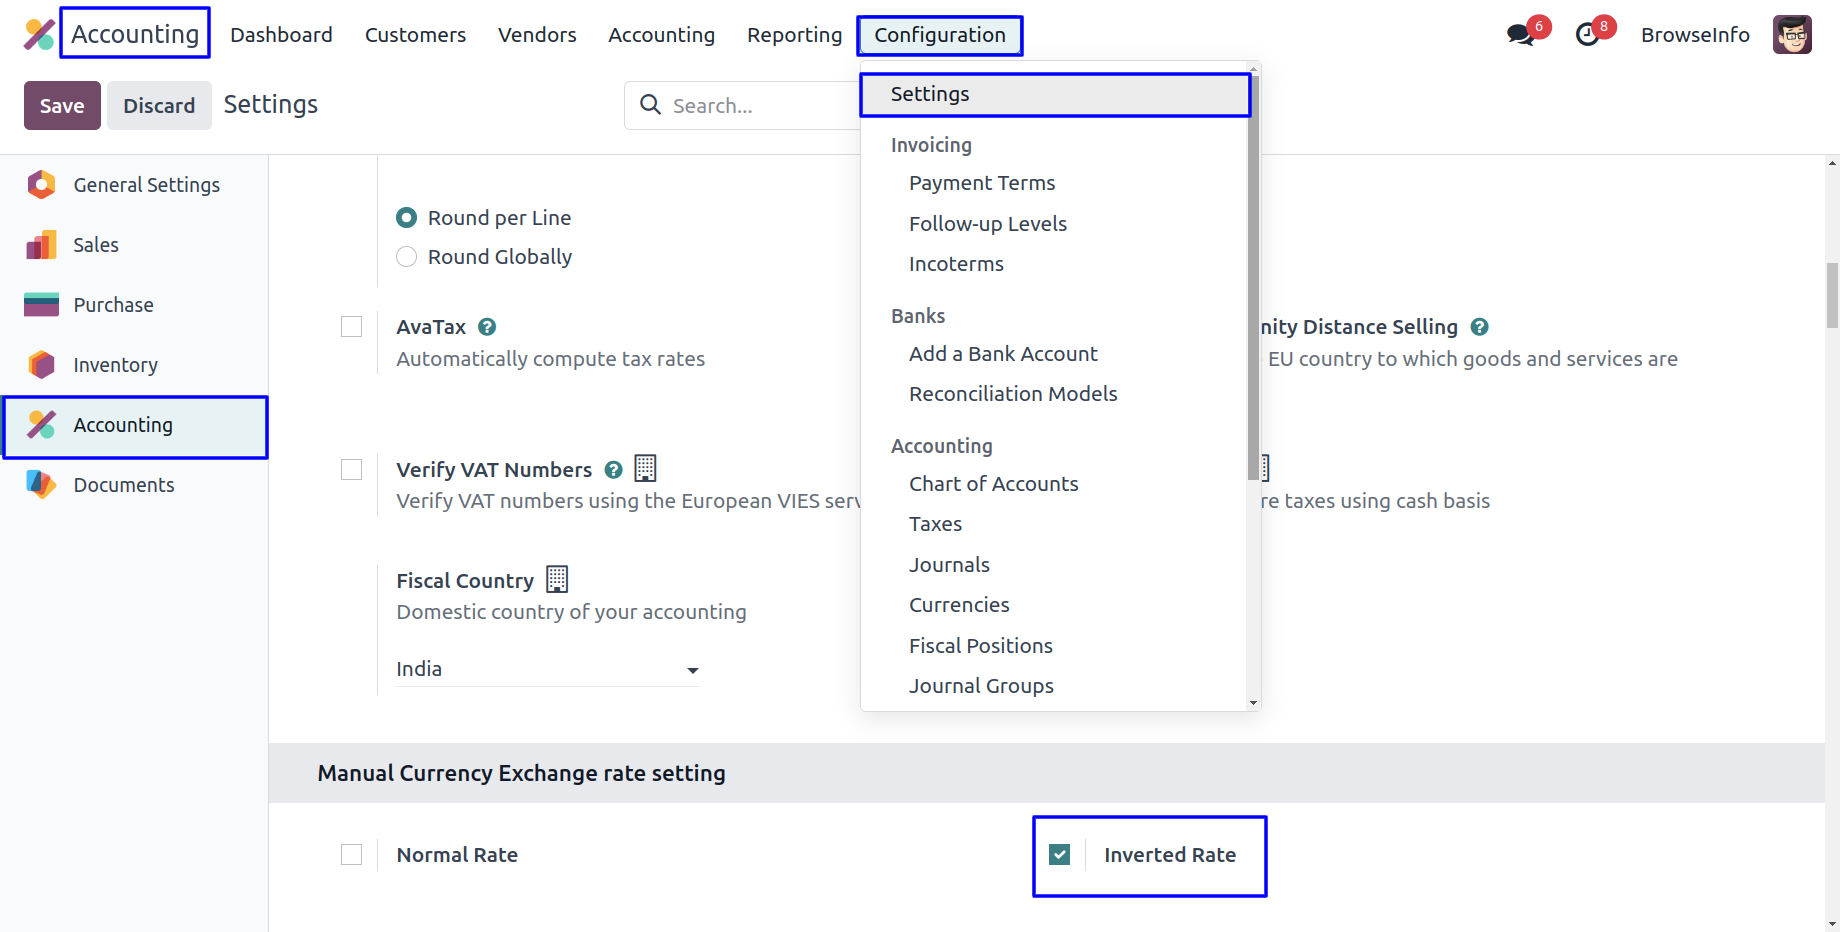 Accounting Dashboard Customers Vendors Accounting Reporting Configuration 6 8 BrowseInfo
Save Discard Settings Search...
Settings
Invoicing
Payment Terms
Follow-up Levels
Incoterms
Banks
Add a Bank Account
Reconciliation Models
Accounting
Chart of Accounts
Taxes
Journals
Currencies
Fiscal Positions
Journal Groups
General Settings
Sales
Purchase
Inventory
Accounting
Documents
Round per Line
Round Globally
AvaTax ?
Automatically compute tax rates
nity Distance Selling ?
EU country to which goods and services are
Verify VAT Numbers ?
Verify VAT numbers using the European VIES serv
re taxes using cash basis
Fiscal Country
Domestic country of your accounting
India
Manual Currency Exchange rate setting
Normal Rate
Inverted Rate